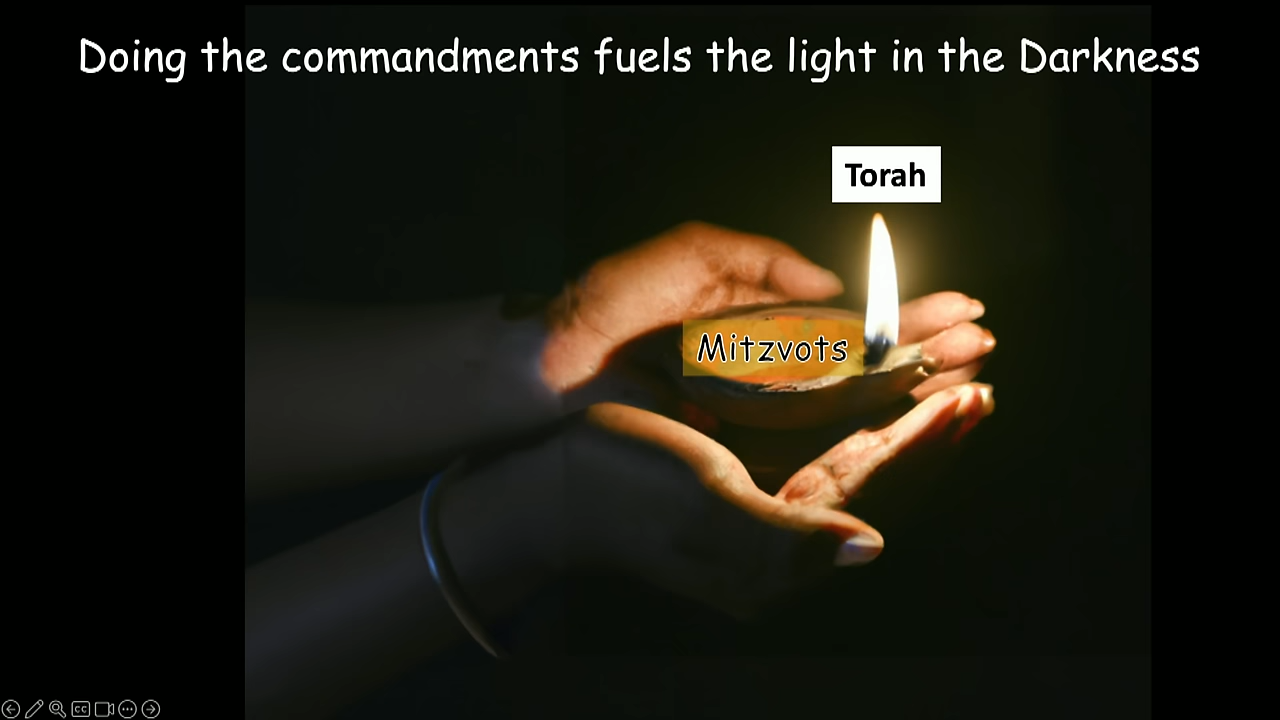 Doing the commandments fuels the light in the Darkness
Torah
Mitzvots